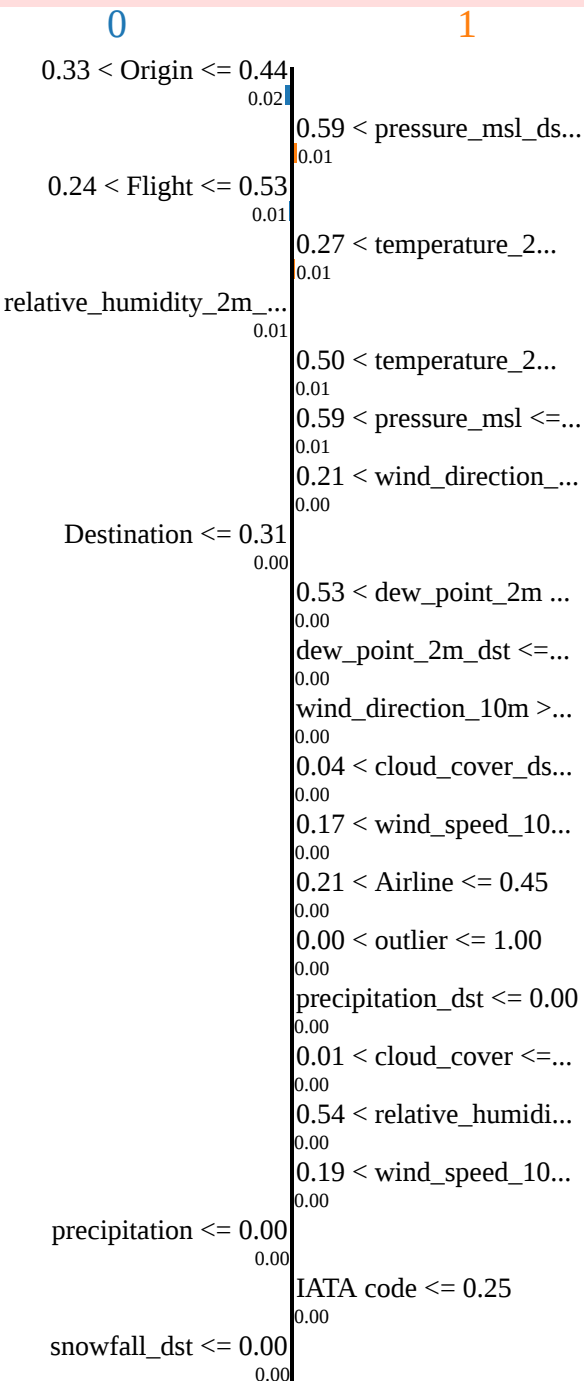 0 1
0.33 < Origin <= 0.44
0.02
0.59 < pressure_msl_ds...
0.01
0.24 < Flight <= 0.53
0.01
0.27 < temperature_2...
0.01
relative_humidity_2m_...
0.01
0.50 < temperature_2...
0.01
0.59 < pressure_msl <=...
0.01
0.21 < wind_direction_...
0.00
Destination <= 0.31
0.00
0.53 < dew_point_2m ...
0.00
dew_point_2m_dst <=...
0.00
wind_direction_10m >...
0.00
0.04 < cloud_cover_ds...
0.00
0.17 < wind_speed_10...
0.00
0.21 < Airline <= 0.45
0.00
0.00 < outlier <= 1.00
0.00
precipitation_dst <= 0.00
0.00
0.01 < cloud_cover <=...
0.00
0.54 < relative_humidi...
0.00
0.19 < wind_speed_10...
0.00
precipitation <= 0.00
0.00
IATA code <= 0.25
0.00
snowfall_dst <= 0.00
0.00